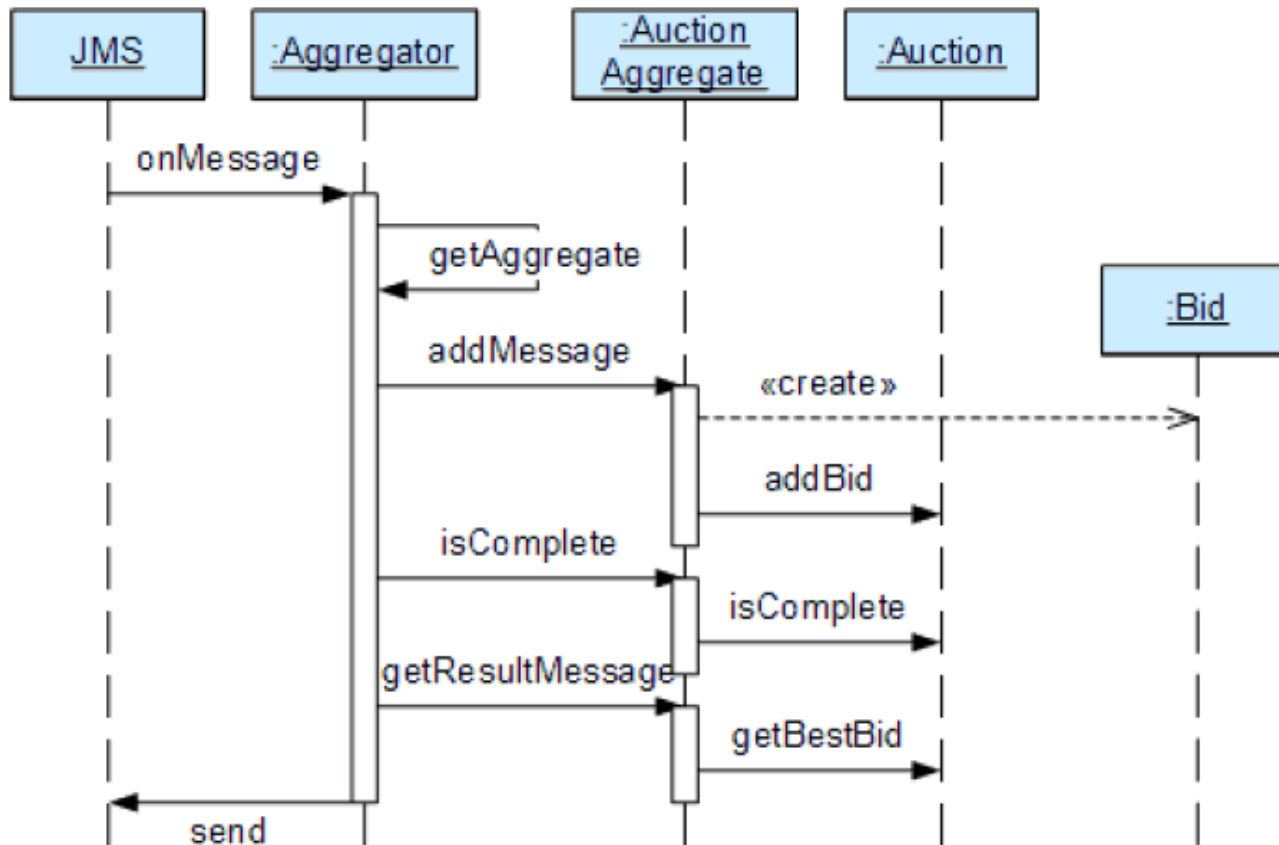 JMS
:Aggregator
:Auction
Aggregate
:Auction
onMessage
getAggregate
:Bid
addMessage
«create»
addBid
isComplete
isComplete
getResultMessage
getBestBid
send